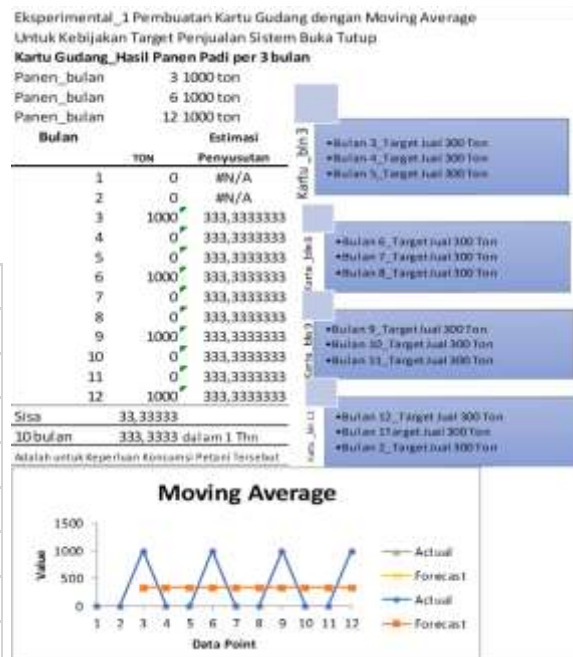 Eksperimental_1 Pembuatan Kartu Gudang dengan Moving Average
Untuk Kebijakan Target Penjualan Sistem Buka Tutup
Kartu Gudang_Hasil Panen Padi per 3 bulan
Panen_bulan 3 1000 ton
Panen_bulan 6 1000 ton
Panen_bulan 12 1000 ton
Bulan TON Estimasi Penyusutan
1 0 #N/A
2 0 #N/A
3 1000 333,3333333
4 0 333,3333333
5 0 333,3333333
6 1000 333,3333333
7 0 333,3333333
8 0 333,3333333
9 1000 333,3333333
10 0 333,3333333
11 0 333,3333333
12 1000 333,3333333
Sisa 33,33333
10 bulan 333,3333 dalam 1 Thn
Adalah untuk Keperluan Konsumsi Petani Tersebut
Kartu _bln 3
•Bulan 3_Target Jual 300 Ton
•Bulan 4_Target Jual 300 Ton
•Bulan 5_Target Jual 300 Ton
Kartu _bln 6
•Bulan 6_Target Jual 300 Ton
•Bulan 7_Target Jual 300 Ton
•Bulan 8_Target Jual 300 Ton
Kartu _bln 9
•Bulan 9_Target Jual 300 Ton
•Bulan 10_Target Jual 300 Ton
•Bulan 11_Target Jual 300 Ton
•Bulan 12_Target Jual 300 Ton
•Bulan 1Target Jual 300 Ton
•Bulan 2_Target Jual 300 Ton
Moving Average
Value
1500
1000
500
0
1 2 3 4 5 6 7 8 9 10 11 12
Data Point
Actual
Forecast
Actual
Forecast